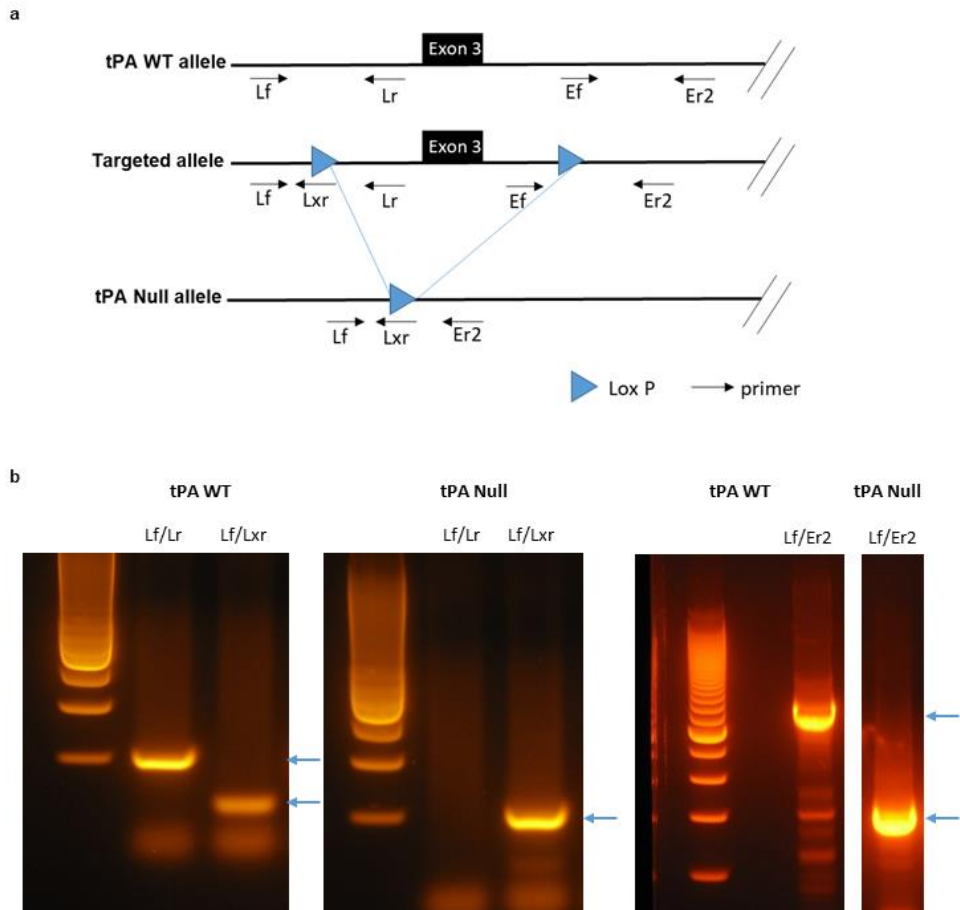 a
tPA WT allele
Exon 3
Lf
Lr
Ef
Er2
Targeted allele
Exon 3
Lf
Lxr
Lr
Ef
Er2
tPA Null allele
Lf
Lxr
Er2
Lox P
primer
b
tPA WT
tPA Null
tPA WT
tPA Null
Lf/Lr
Lf/Lxr
Lf/Lr
Lf/Lxr
Lf/Er2
Lf/Er2